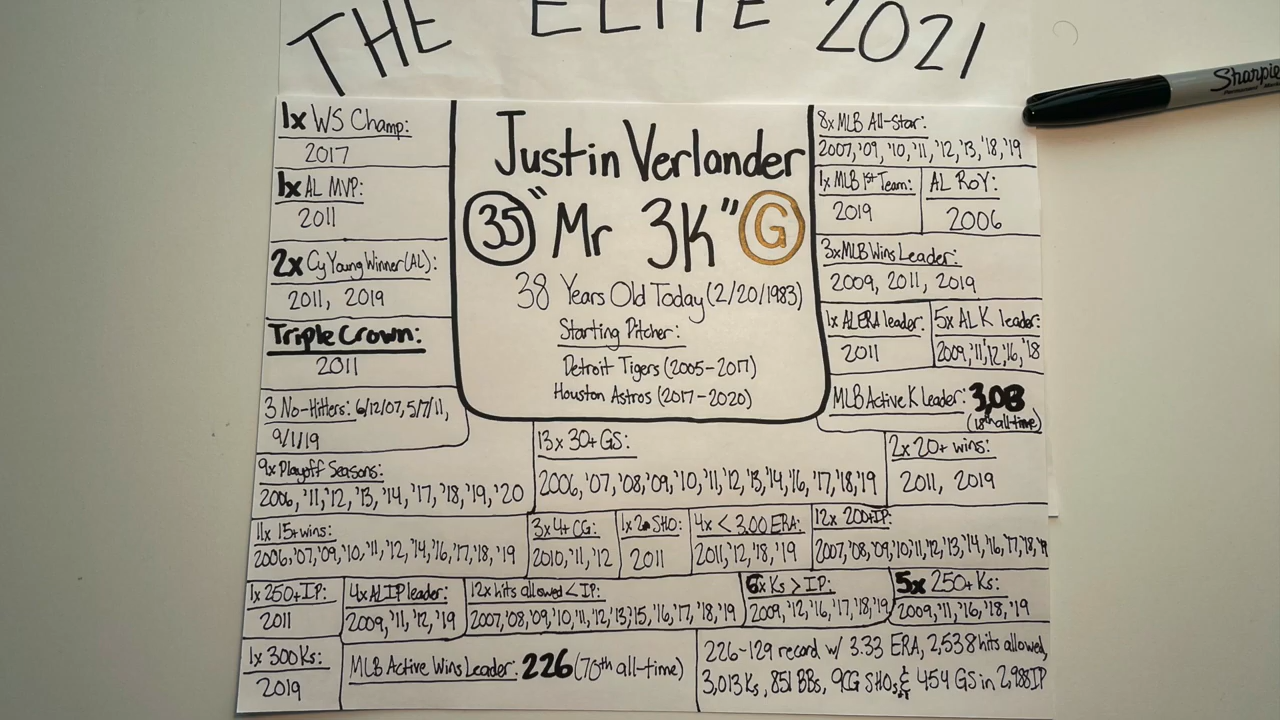 THE ELITE 2021
Sharpie
1x WS Champ:
2017
1x AL MVP:
2011
2x Cy Young Winner (AL):
2011, 2019
Triple Crown:
2011
3 No-Hitters: 6/12/07, 5/7/11,
9/1/19
Justin Verlander
35 "Mr 3K" G
38 Years Old Today (2/20/1983)
Starting Pitcher:
Detroit Tigers (2005-2017)
Houston Astros (2017-2020)
8x MLB All-Star:
2007, '09, '10, '11, '12, '13, '18, '19
1x MLB 1st Team:
2019
AL RoY:
2006
3x MLB Wins Leader:
2009, 2011, 2019
1x AL ERA leader:
2011
5x AL K leader:
2009, '11, '12, '16, '18
MLB Active K Leader: 3,013
(18th all-time)
9x Playoff Seasons:
2006, '11, '12, '13, '14, '17, '18, '19, '20
13x 30+ GS:
2006, '07, '08, '09, '10, '11, '12, '13, '14, '16, '17, '18, '19
2x 20+ wins:
2011, 2019
11x 15+ wins:
2006, '07, '09, '10, '11, '12, '14, '16, '17, '18, '19
3x 4+ CG:
2010, '11, '12
1x 2 SHO:
2011
4x < 3.00 ERA:
2011, '12, '18, '19
12x 200+ IP:
2007, '08, '09, '10, '11, '12, '13, '14, '16, '17, '18, '19
1x 250+ IP:
2011
4x AL IP leader:
2009, '11, '12, '19
12x hits allowed < IP:
2007, '08, '09, '10, '11, '12, '13, '15, '16, '17, '18, '19
6x Ks > IP:
2009, '12, '16, '17, '18, '19
5x 250+ Ks:
2009, '11, '16, '18, '19
1x 300 Ks:
2019
MLB Active Wins Leader: 226 (70th all-time)
226-129 record w/ 3.33 ERA, 2,538 hits allowed,
3,013 Ks, 851 BBs, 9 CG SHOs & 454 GS in 2,988 IP